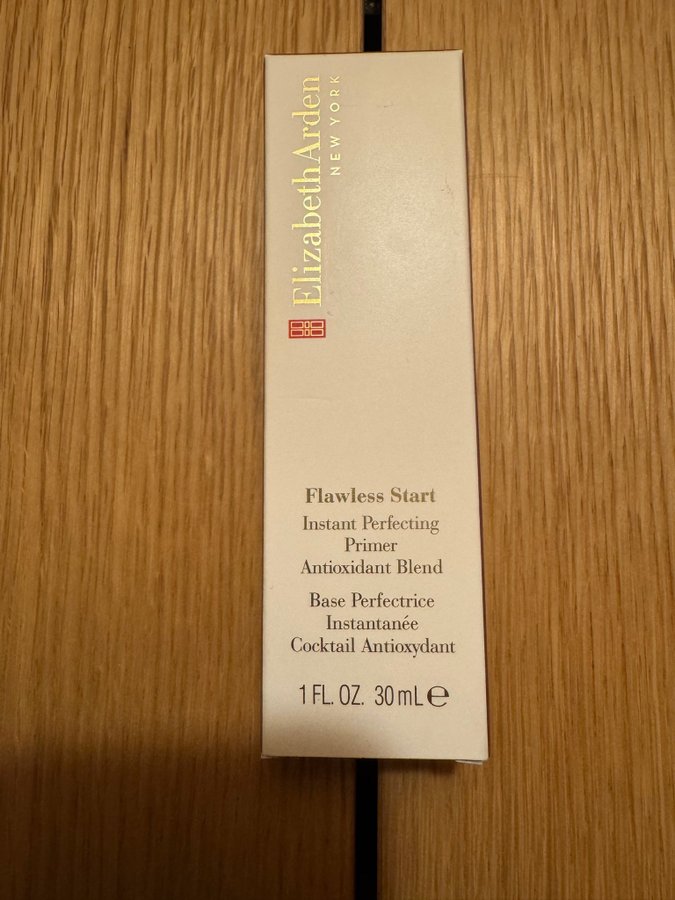 Elizabeth Arden
NEW YORK
Flawless Start
Instant Perfecting
Primer
Antioxidant Blend
Base Perfectrice
Instantanée
Cocktail Antioxydant
1 FL. OZ. 30 mL ℮